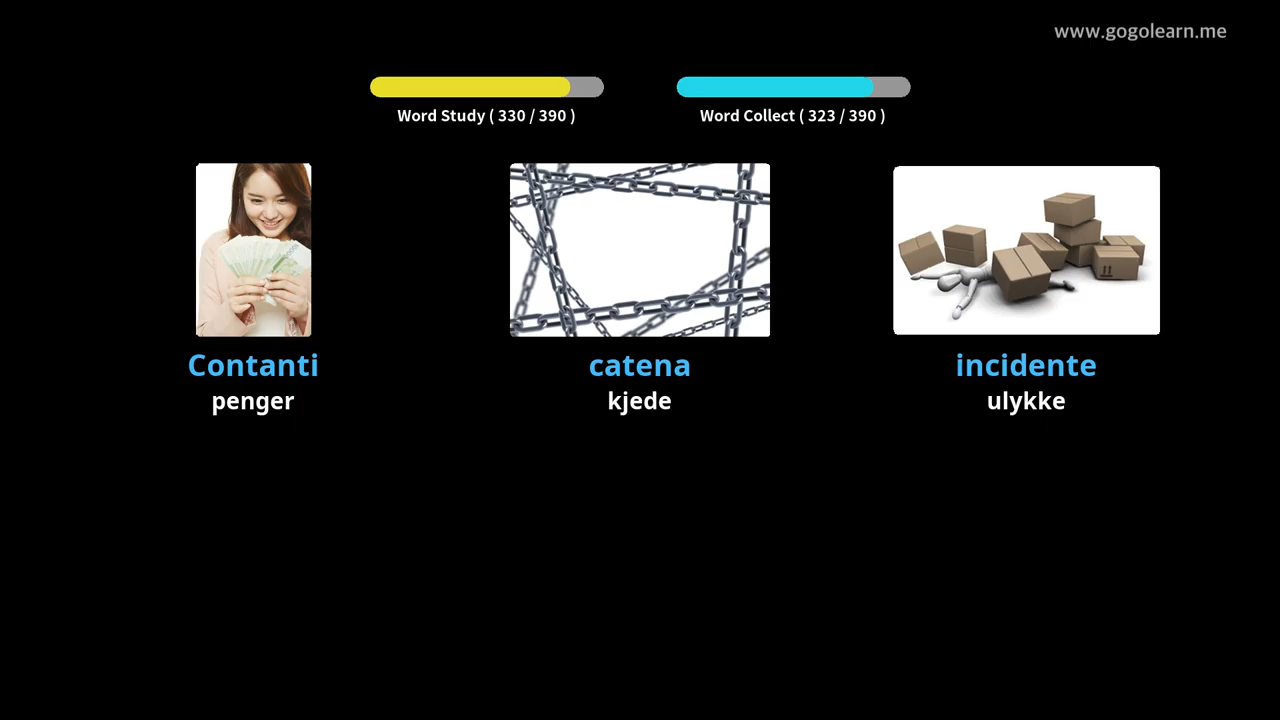 www.gogolearn.me
Word Study ( 330 / 390 )
Word Collect ( 323 / 390 )
Contanti
penger
catena
kjede
incidente
ulykke